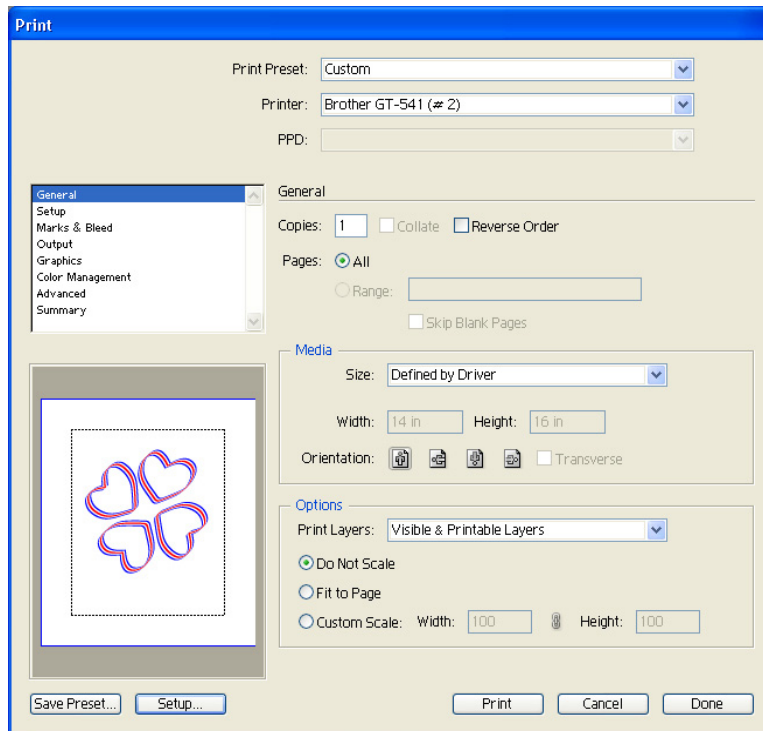 Print
Print Preset: Custom
Printer: Brother GT-541 (# 2)
PPD:
General
Setup
Marks & Bleed
Output
Graphics
Color Management
Advanced
Summary
General
Copies: 1 Collate Reverse Order
Pages: All
Range:
Skip Blank Pages
Media
Size: Defined by Driver
Width: 14 in Height: 16 in
Orientation: Transverse
Options
Print Layers: Visible & Printable Layers
Do Not Scale
Fit to Page
Custom Scale: Width: 100 Height: 100
Save Preset... Setup... Print Cancel Done